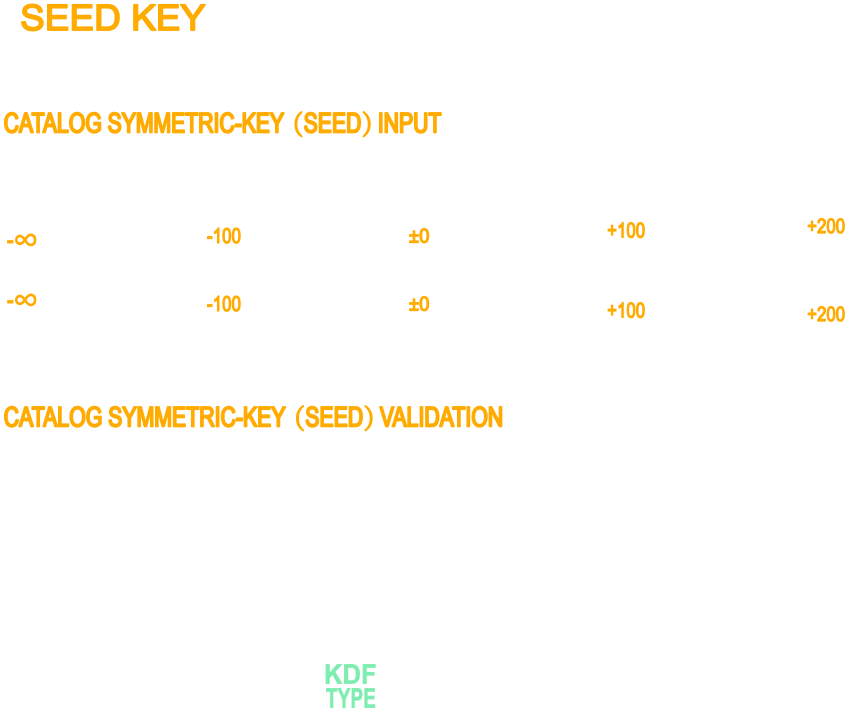 SEED KEY
CATALOG SYMMETRIC-KEY（SEED）INPUT
-∞ -100 ±0 +100 +200
-∞ -100 ±0 +100 +200
CATALOG SYMMETRIC-KEY（SEED）VALIDATION
KDF
TYPE